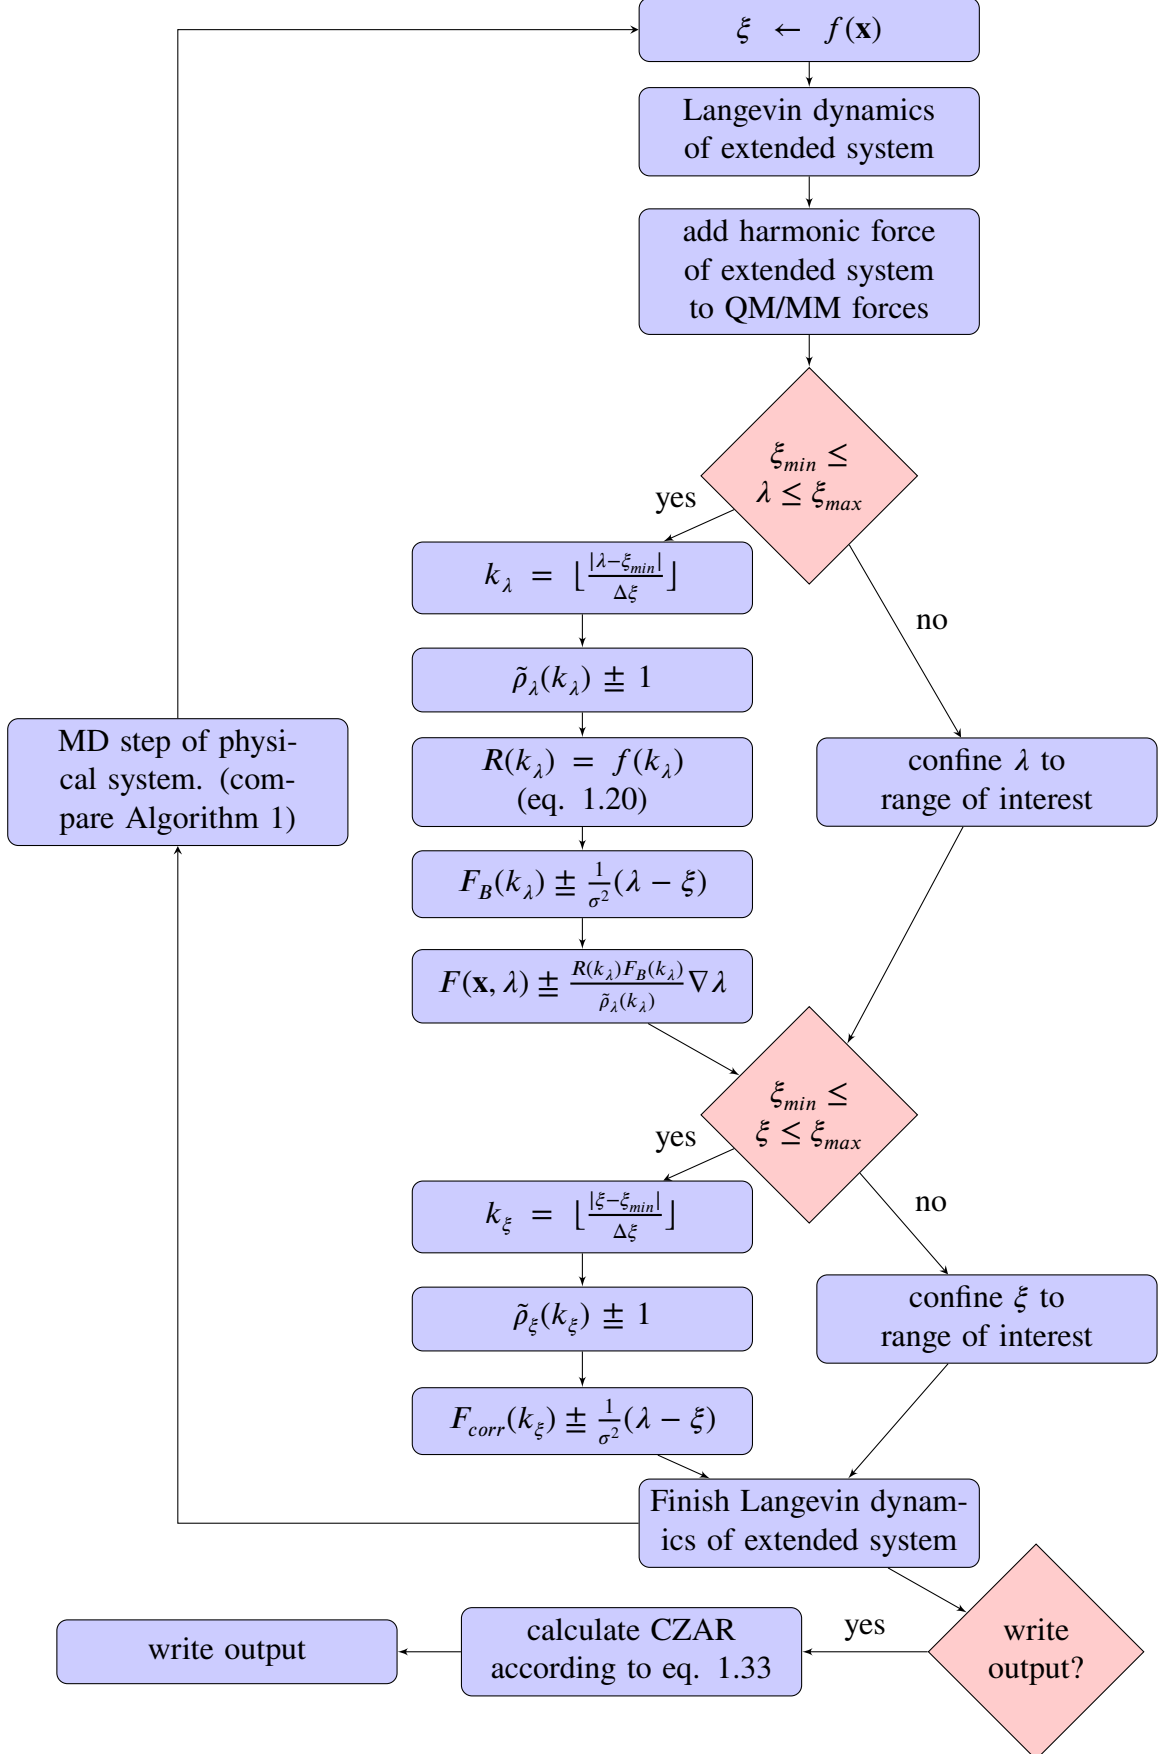 ξ ← f(x)
Langevin dynamics
of extended system
add harmonic force
of extended system
to QM/MM forces
ξ_min ≤
λ ≤ ξ_max
yes
no
k_λ = ⌊|λ−ξ_min|/Δξ⌋
ρ̃_λ(k_λ) ±= 1
R(k_λ) = f(k_λ)
(eq. 1.20)
F_B(k_λ) ±= 1/σ²(λ − ξ)
F(x, λ) ±= R(k_λ)F_B(k_λ)/ρ̃_λ(k_λ) ∇λ
confine λ to
range of interest
MD step of physi-
cal system. (com-
pare Algorithm 1)
ξ_min ≤
ξ ≤ ξ_max
yes
no
k_ξ = ⌊|ξ−ξ_min|/Δξ⌋
ρ̃_ξ(k_ξ) ±= 1
F_corr(k_ξ) ±= 1/σ²(λ − ξ)
confine ξ to
range of interest
Finish Langevin dynam-
ics of extended system
write
output?
yes
calculate CZAR
according to eq. 1.33
write output